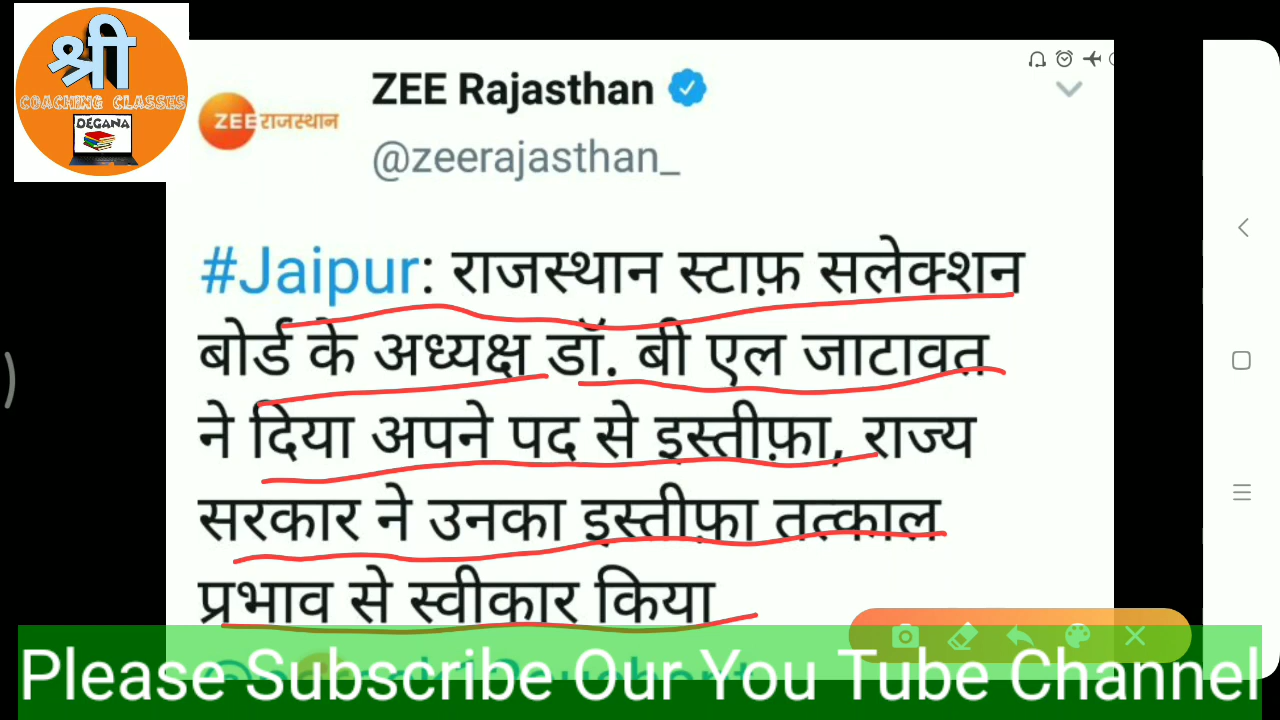 श्री
COACHING CLASSES
DEGANA
ZEE राजस्थान
ZEE Rajasthan
@zeerajasthan_
#Jaipur: राजस्थान स्टाफ़ सलेक्शन
बोर्ड के अध्यक्ष डॉ. बी एल जाटावत
ने दिया अपने पद से इस्तीफ़ा, राज्य
सरकार ने उनका इस्तीफ़ा तत्काल
प्रभाव से स्वीकार किया
Please Subscribe Our You Tube Channel